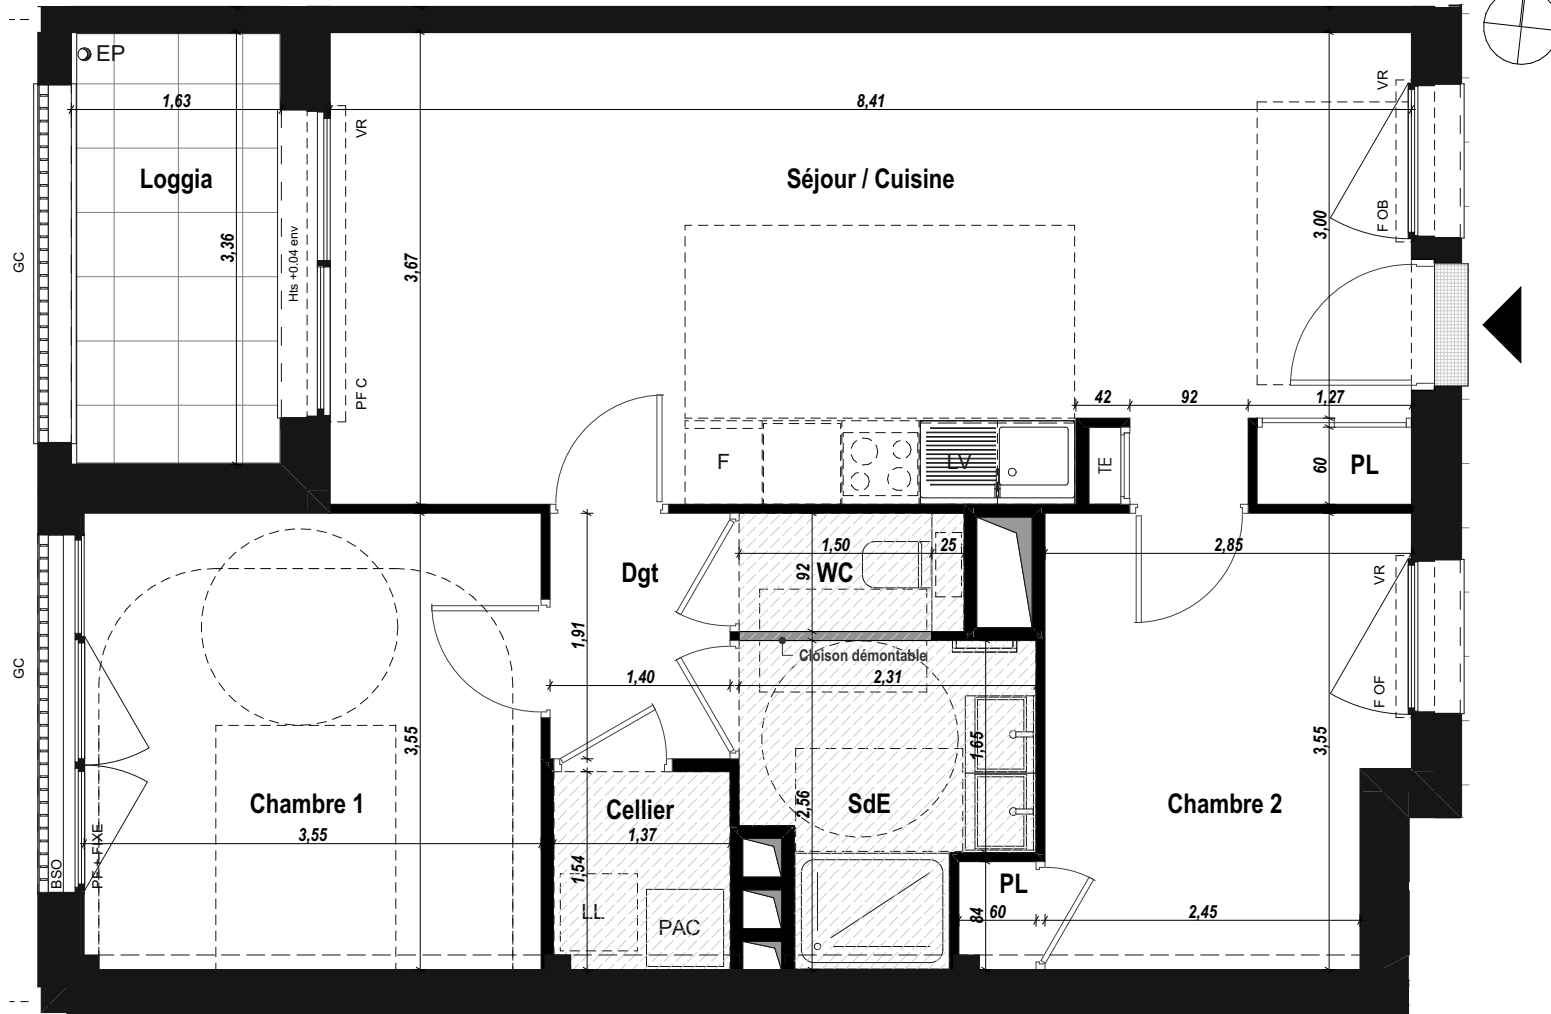 EP
1,63
8,41
VR
VR
Loggia
Séjour / Cuisine
GC
3,36
Hts +0.04 env
3,67
3,00
F OB
PF C
42
92
1,27
F
LV
TE
60
PL
1,50
25
2,85
Dgt
92
WC
VR
1,91
Cloison démontable
GC
1,40
2,31
F OF
3,55
1,65
3,55
Chambre 1
Cellier
2,56
SdE
Chambre 2
3,55
1,37
BSO
PF + FIXE
1,54
LL
PAC
PL
84
60
2,45